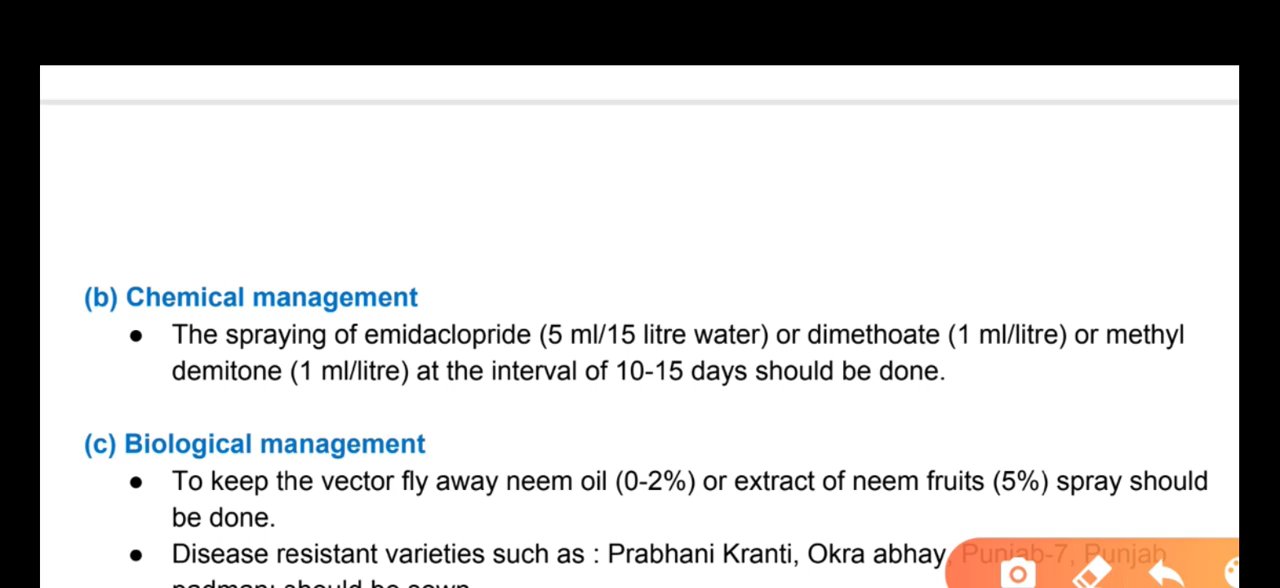 (b) Chemical management
● The spraying of emidaclopride (5 ml/15 litre water) or dimethoate (1 ml/litre) or methyl
demitone (1 ml/litre) at the interval of 10-15 days should be done.
(c) Biological management
● To keep the vector fly away neem oil (0-2%) or extract of neem fruits (5%) spray should
be done.
● Disease resistant varieties such as : Prabhani Kranti, Okra abhay, Punjab-7, Punjab
should be sown